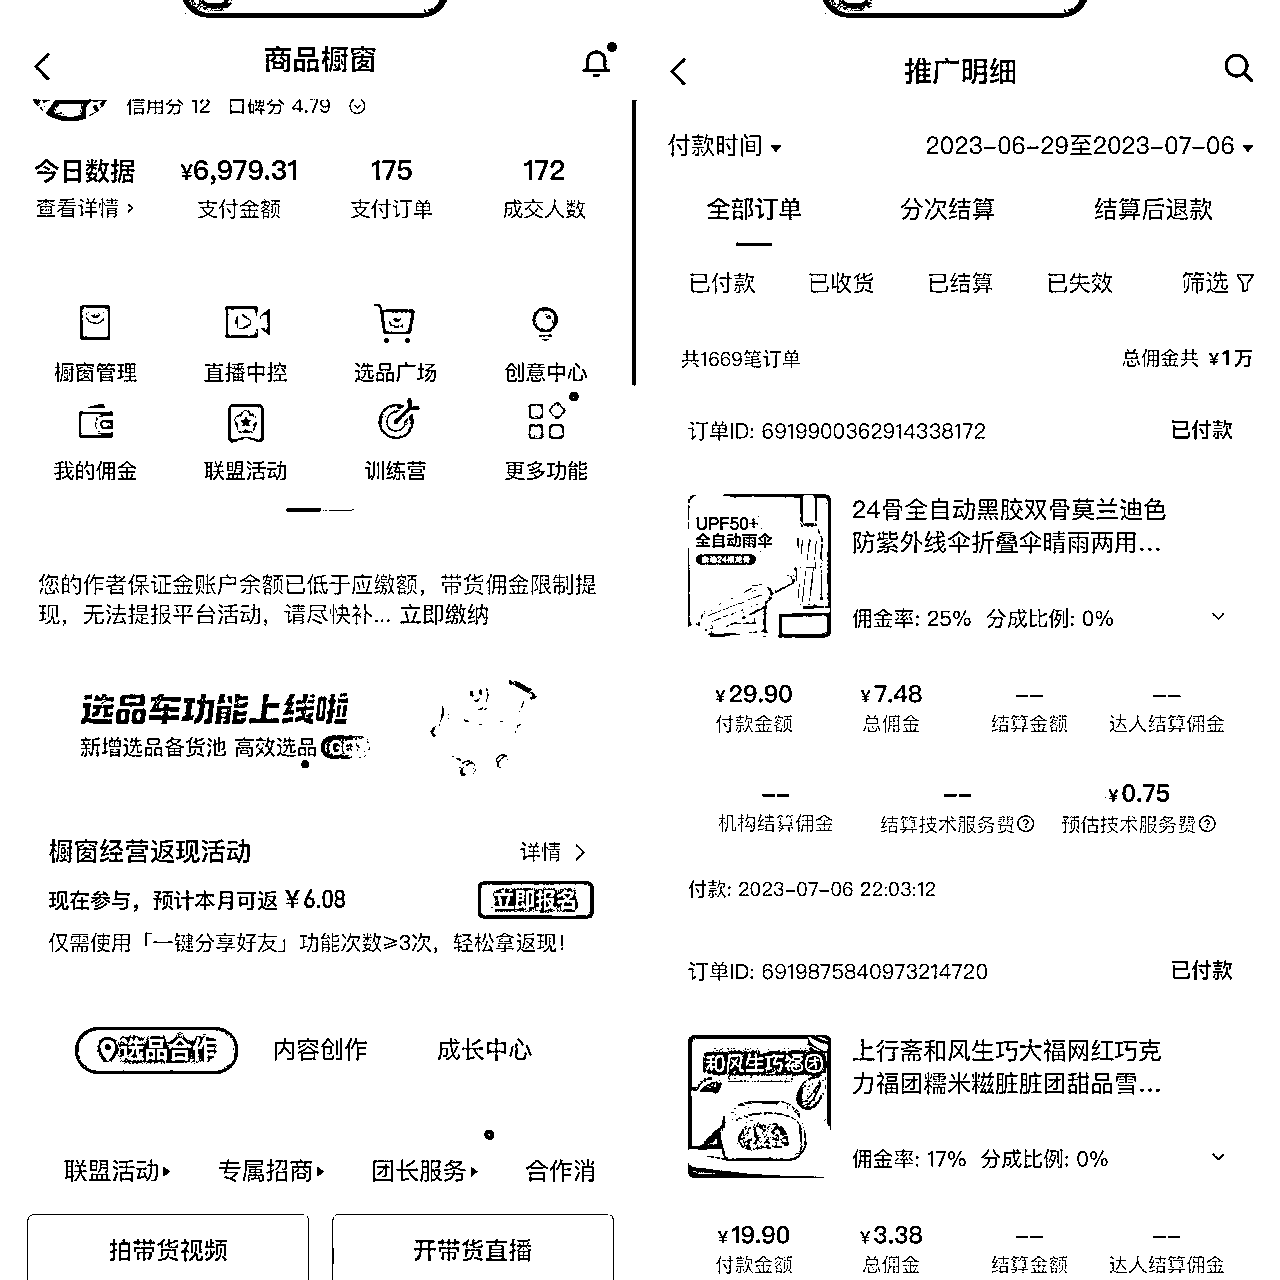 商品橱窗
信用分 12 口碑分 4.79
今日数据 ¥6,979.31 175 172
查看详情 支付金额 支付订单 成交人数
橱窗管理 直播中控 选品广场 创意中心
我的佣金 联盟活动 训练营 更多功能
您的作者保证金账户余额已低于应缴额，带货佣金限制提
现，无法提报平台活动，请尽快补... 立即缴纳
选品车功能上线啦
新增选品备货池 高效选品
橱窗经营返现活动 详情
现在参与，预计本月可返 ¥6.08 立即报名
仅需使用「一键分享好友」功能次数≥3次，轻松拿返现！
选品合作 内容创作 成长中心
联盟活动 专属招商 团长服务 合作消
拍带货视频 开带货直播
推广明细
付款时间 2023-06-29至2023-07-06
全部订单 分次结算 结算后退款
已付款 已收货 已结算 已失效 筛选
共1669笔订单 总佣金共 ¥1万
订单ID: 6919900362914338172 已付款
UPF50+
全自动雨伞
24骨全自动黑胶双骨莫兰迪色
防紫外线伞折叠伞晴雨两用...
佣金率: 25% 分成比例: 0%
¥29.90 ¥7.48 -- --
付款金额 总佣金 结算金额 达人结算佣金
-- -- ¥0.75
机构结算佣金 结算技术服务费 预估技术服务费
付款: 2023-07-06 22:03:12
订单ID: 6919875840973214720 已付款
和风生巧福团
上行斋和风生巧大福网红巧克
力福团糯米糍脏脏团甜品雪...
佣金率: 17% 分成比例: 0%
¥19.90 ¥3.38 -- --
付款金额 总佣金 结算金额 达人结算佣金